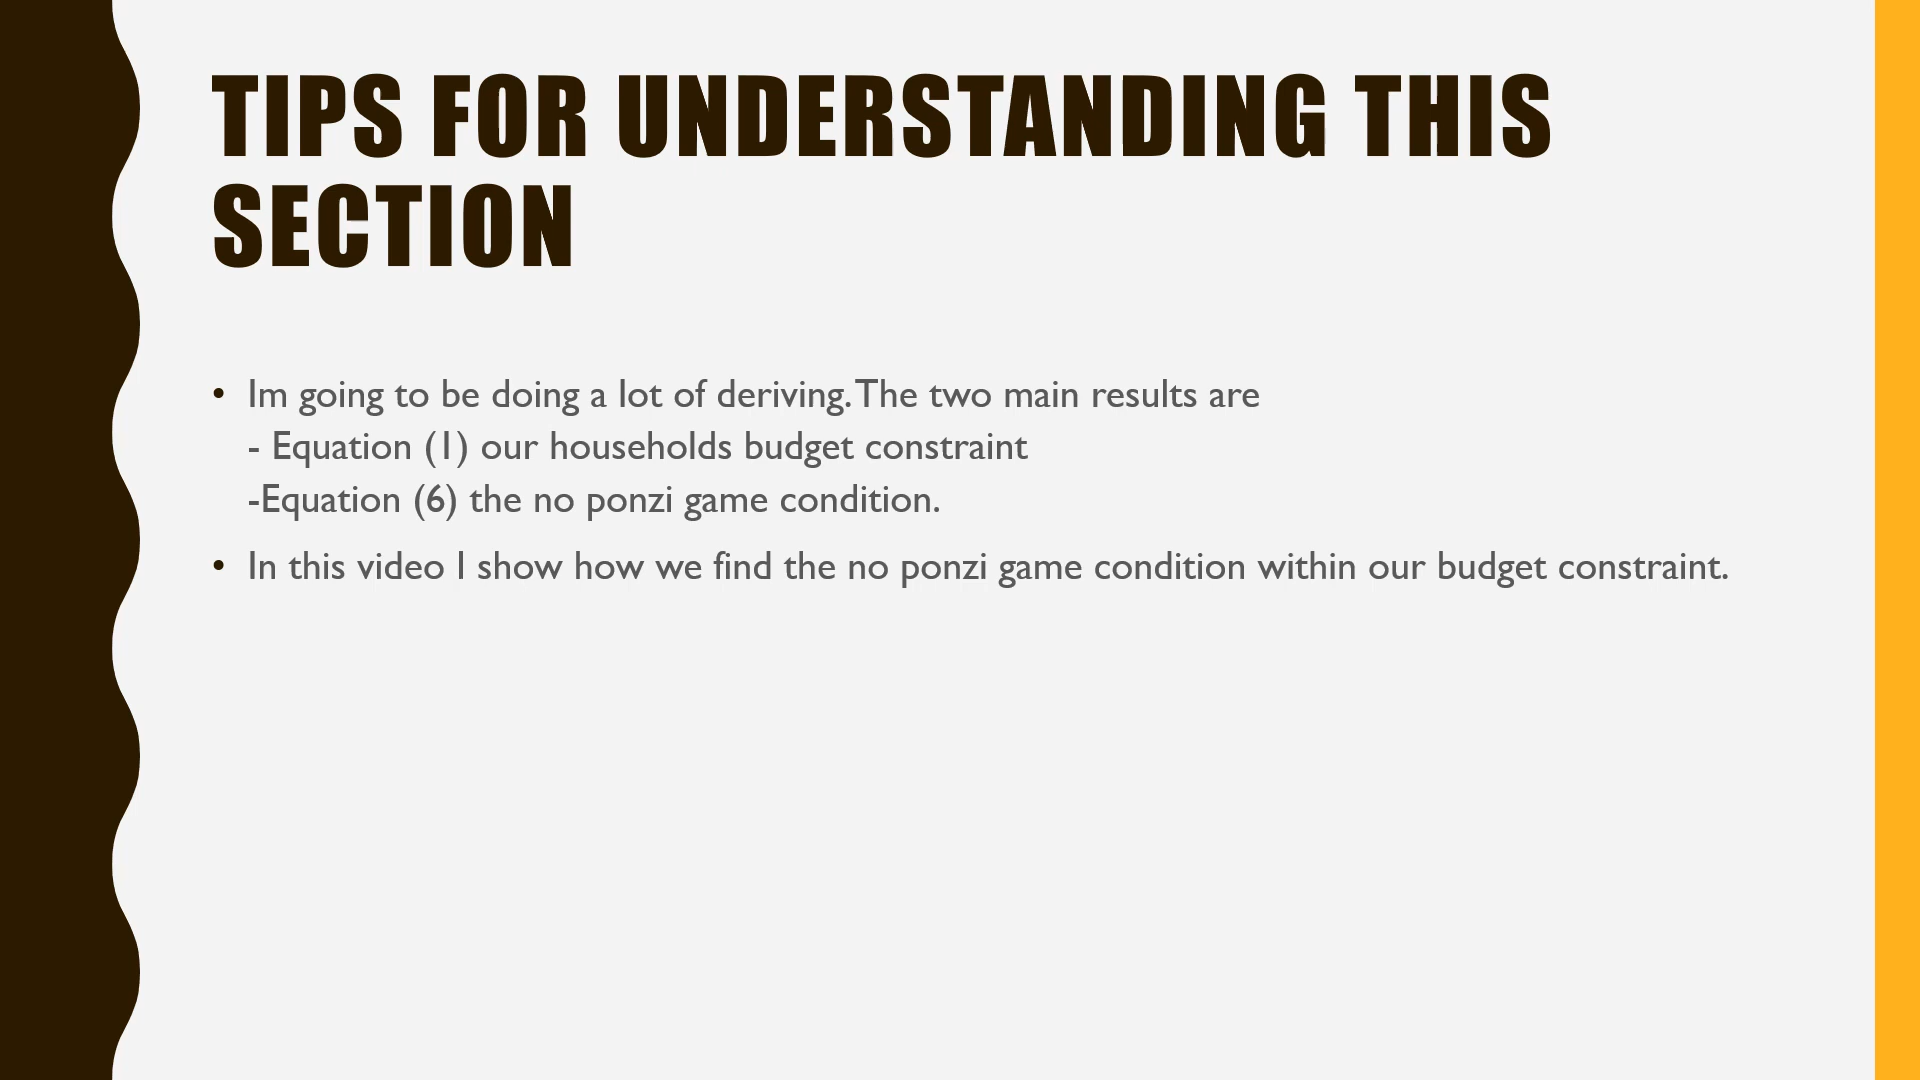 TIPS FOR UNDERSTANDING THIS
SECTION
• Im going to be doing a lot of deriving. The two main results are
- Equation (1) our households budget constraint
-Equation (6) the no ponzi game condition.
• In this video I show how we find the no ponzi game condition within our budget constraint.